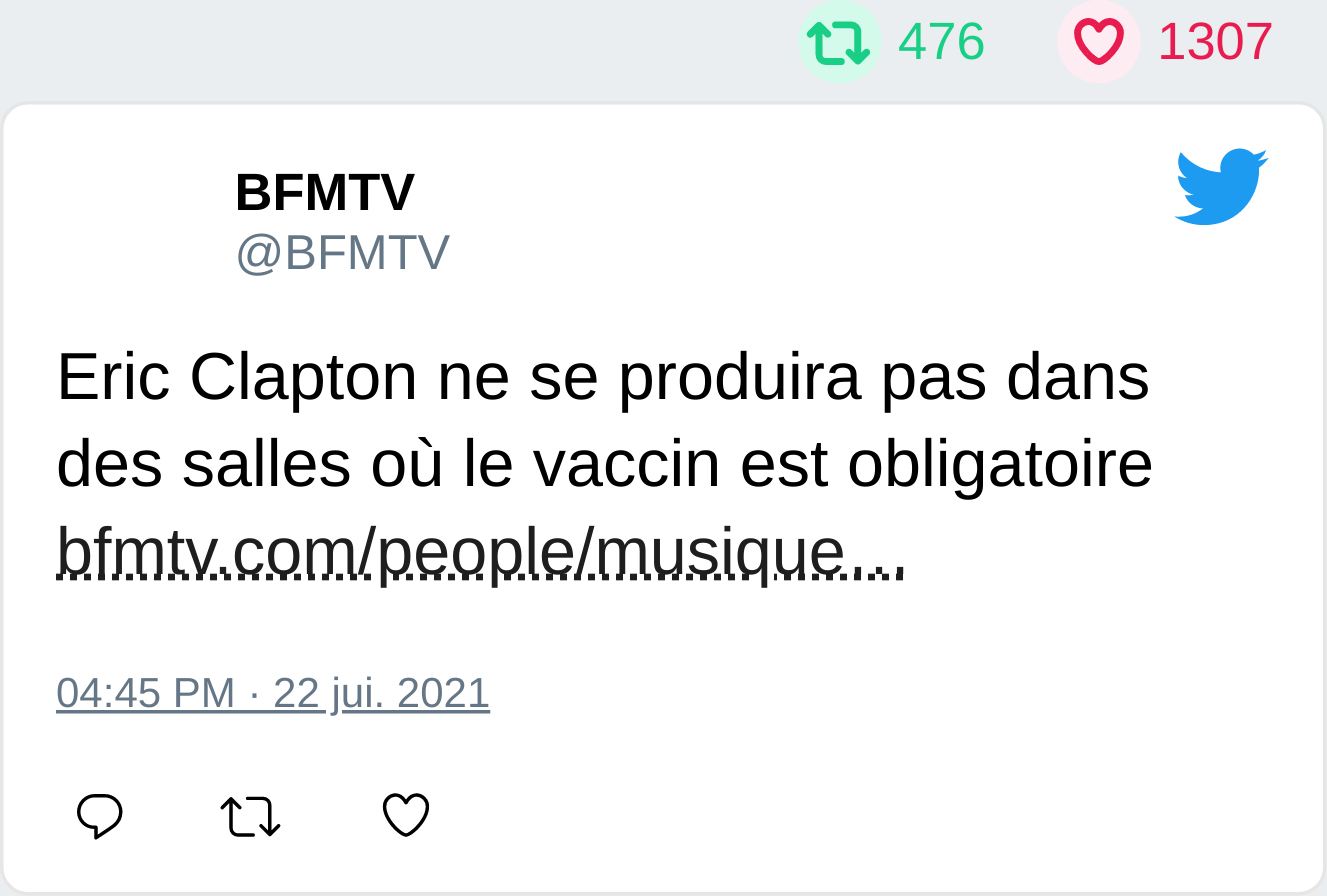 476 1307
BFMTV
@BFMTV
Eric Clapton ne se produira pas dans
des salles où le vaccin est obligatoire
bfmtv.com/people/musique…
04:45 PM · 22 jui. 2021